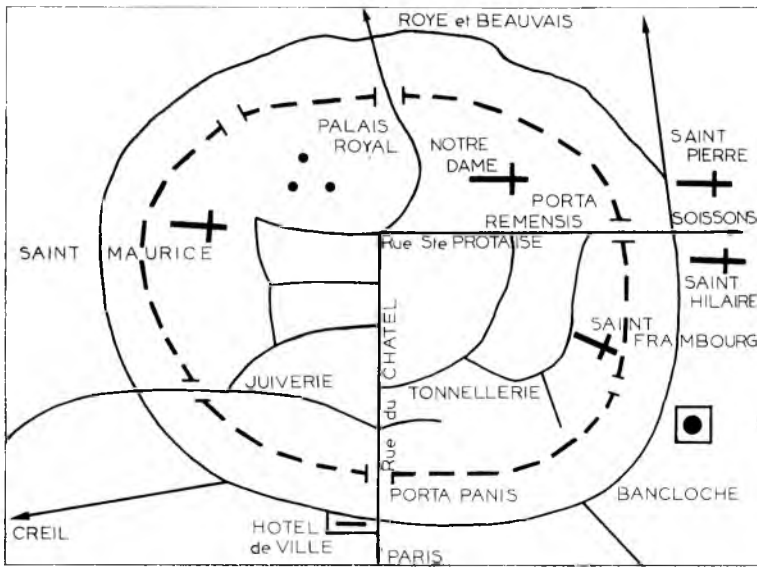 ROYE et BEAUVAIS
PALAIS
ROYAL
NOTRE
DAME
SAINT
PIERRE
PORTA
REMENSIS
SOISSONS
Rue Ste PROTAISE
SAINT MAURICE
SAINT
HILAIRE
SAINT
FRAMBOURG
Rue du CHATEL
JUIVERIE
TONNELLERIE
PORTA PANIS
BANCLOCHE
CREIL
HOTEL
de VILLE
PARIS